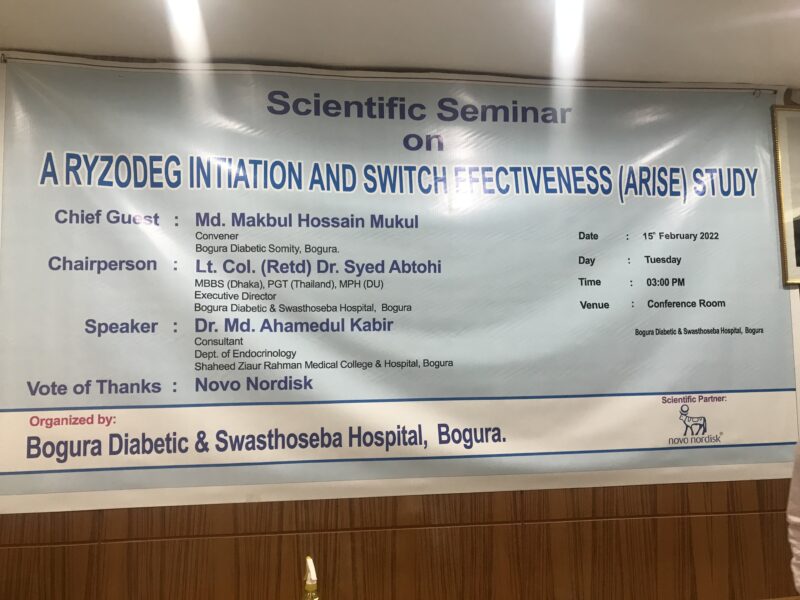 Scientific Seminar
on
A RYZODEG INTIATION AND SWITCH EFFECTIVENESS (ARISE) STUDY
Chief Guest : Md. Makbul Hossain Mukul
Convener
Bogura Diabetic Somity, Bogura.
Chairperson : Lt. Col. (Retd) Dr. Syed Abtohi
MBBS (Dhaka), PGT (Thailand), MPH (DU)
Executive Director
Bogura Diabetic & Swasthoseba Hospital, Bogura
Speaker : Dr. Md. Ahamedul Kabir
Consultant
Dept. of Endocrinology
Shaheed Ziaur Rahman Medical College & Hospital, Bogura
Vote of Thanks : Novo Nordisk
Date : 15th February 2022
Day : Tuesday
Time : 03:00 PM
Venue : Conference Room
Bogura Diabetic & Swasthoseba Hospital, Bogura
Organized by:
Bogura Diabetic & Swasthoseba Hospital, Bogura.
Scientific Partner:
novo nordisk®